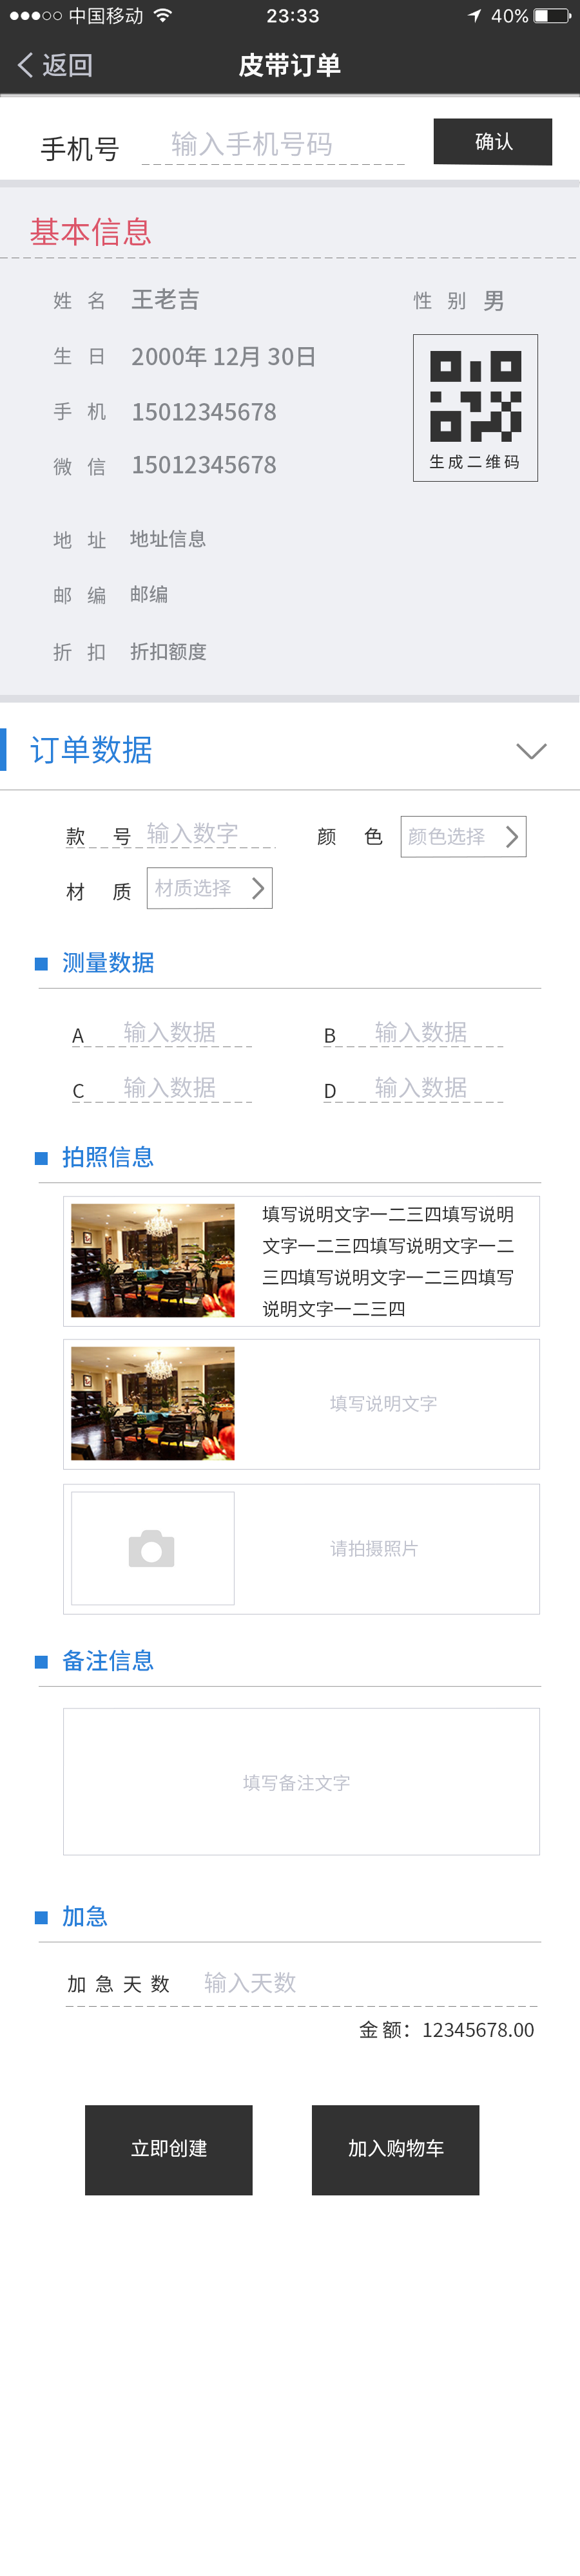 中国移动 23:33 40%
返回 皮带订单
手机号 输入手机号码 确认
基本信息
姓 名 王老吉 性 别 男
生 日 2000年 12月 30日
手 机 15012345678
微 信 15012345678
生成二维码
地 址 地址信息
邮 编 邮编
折 扣 折扣额度
订单数据
款 号 输入数字 颜 色 颜色选择
材 质 材质选择
测量数据
A 输入数据 B 输入数据
C 输入数据 D 输入数据
拍照信息
填写说明文字一二三四填写说明
文字一二三四填写说明文字一二
三四填写说明文字一二三四填写
说明文字一二三四
填写说明文字
请拍摄照片
备注信息
填写备注文字
加急
加急天数 输入天数
金额：12345678.00
立即创建 加入购物车